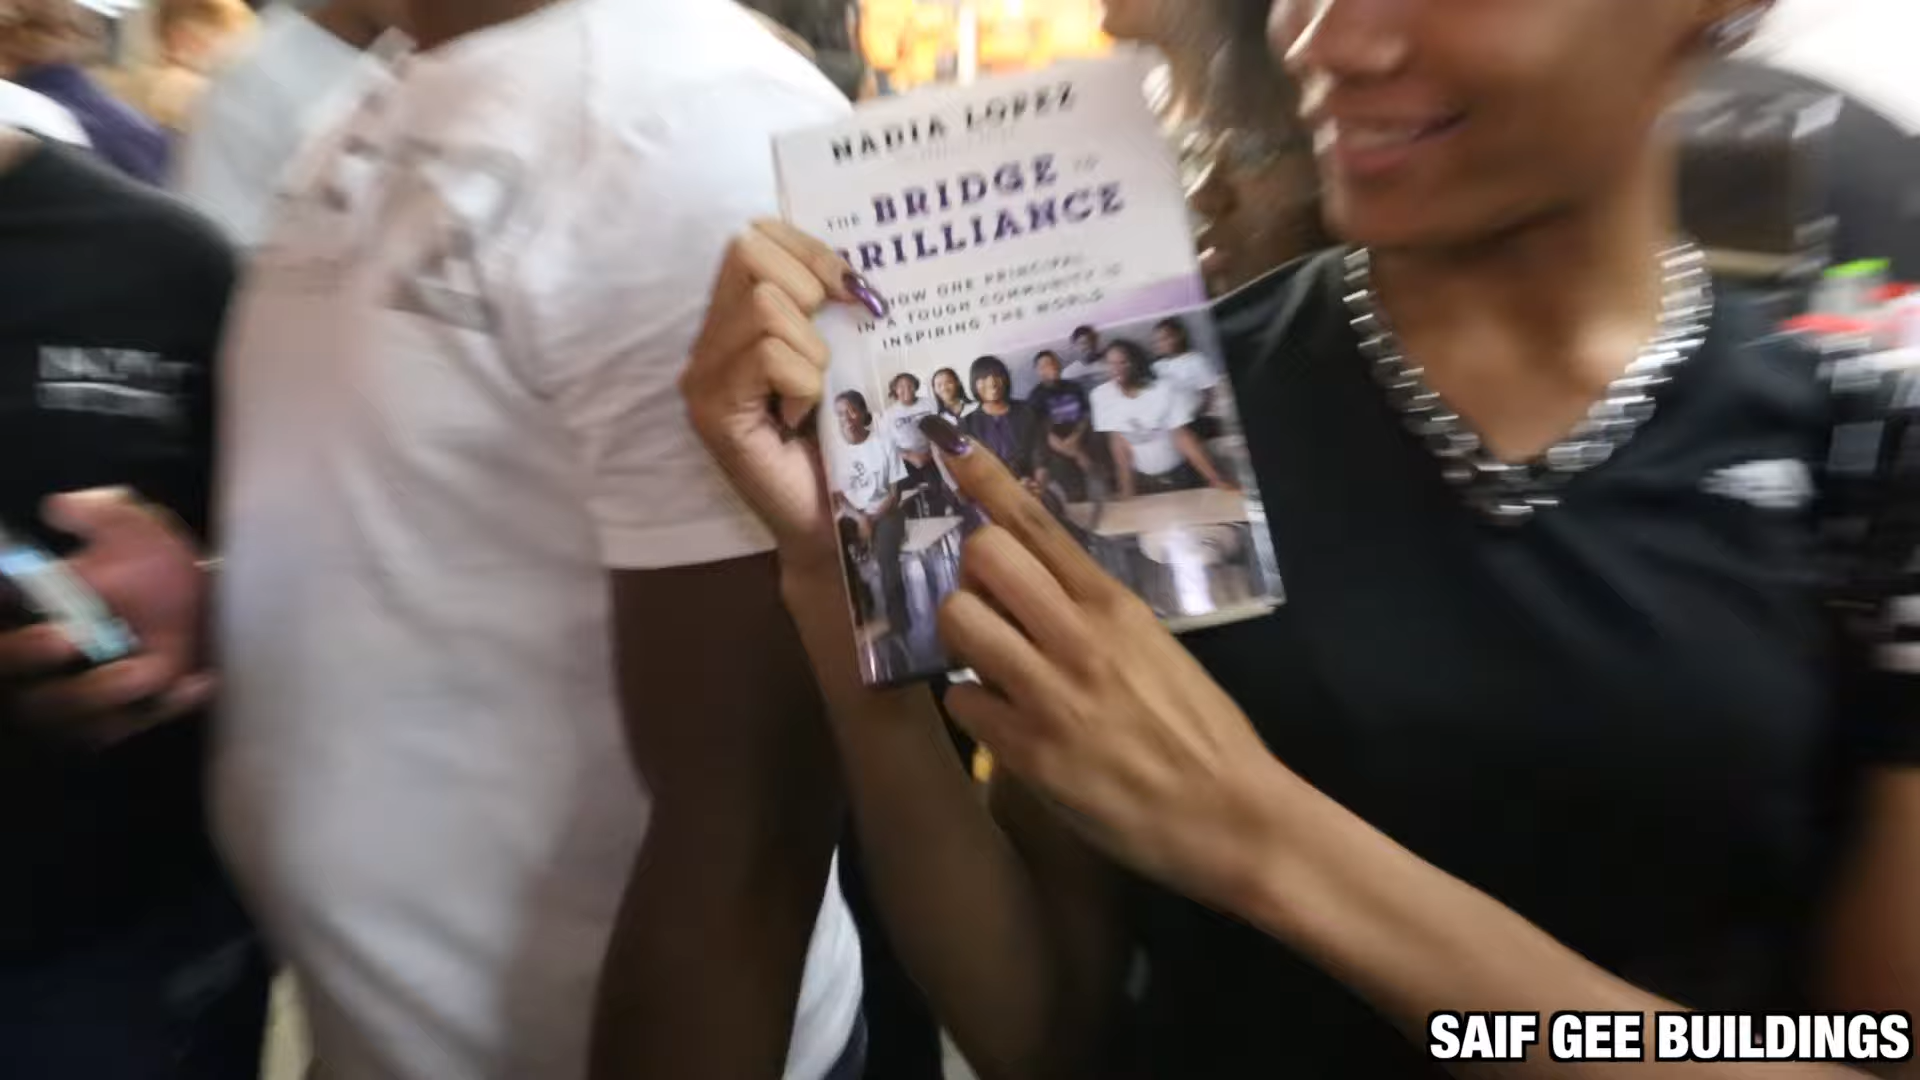 NADIA LOPEZ
THE BRIDGE TO
BRILLIANCE
HOW ONE PRINCIPAL
IN A TOUGH COMMUNITY IS
INSPIRING THE WORLD
SAIF GEE BUILDINGS